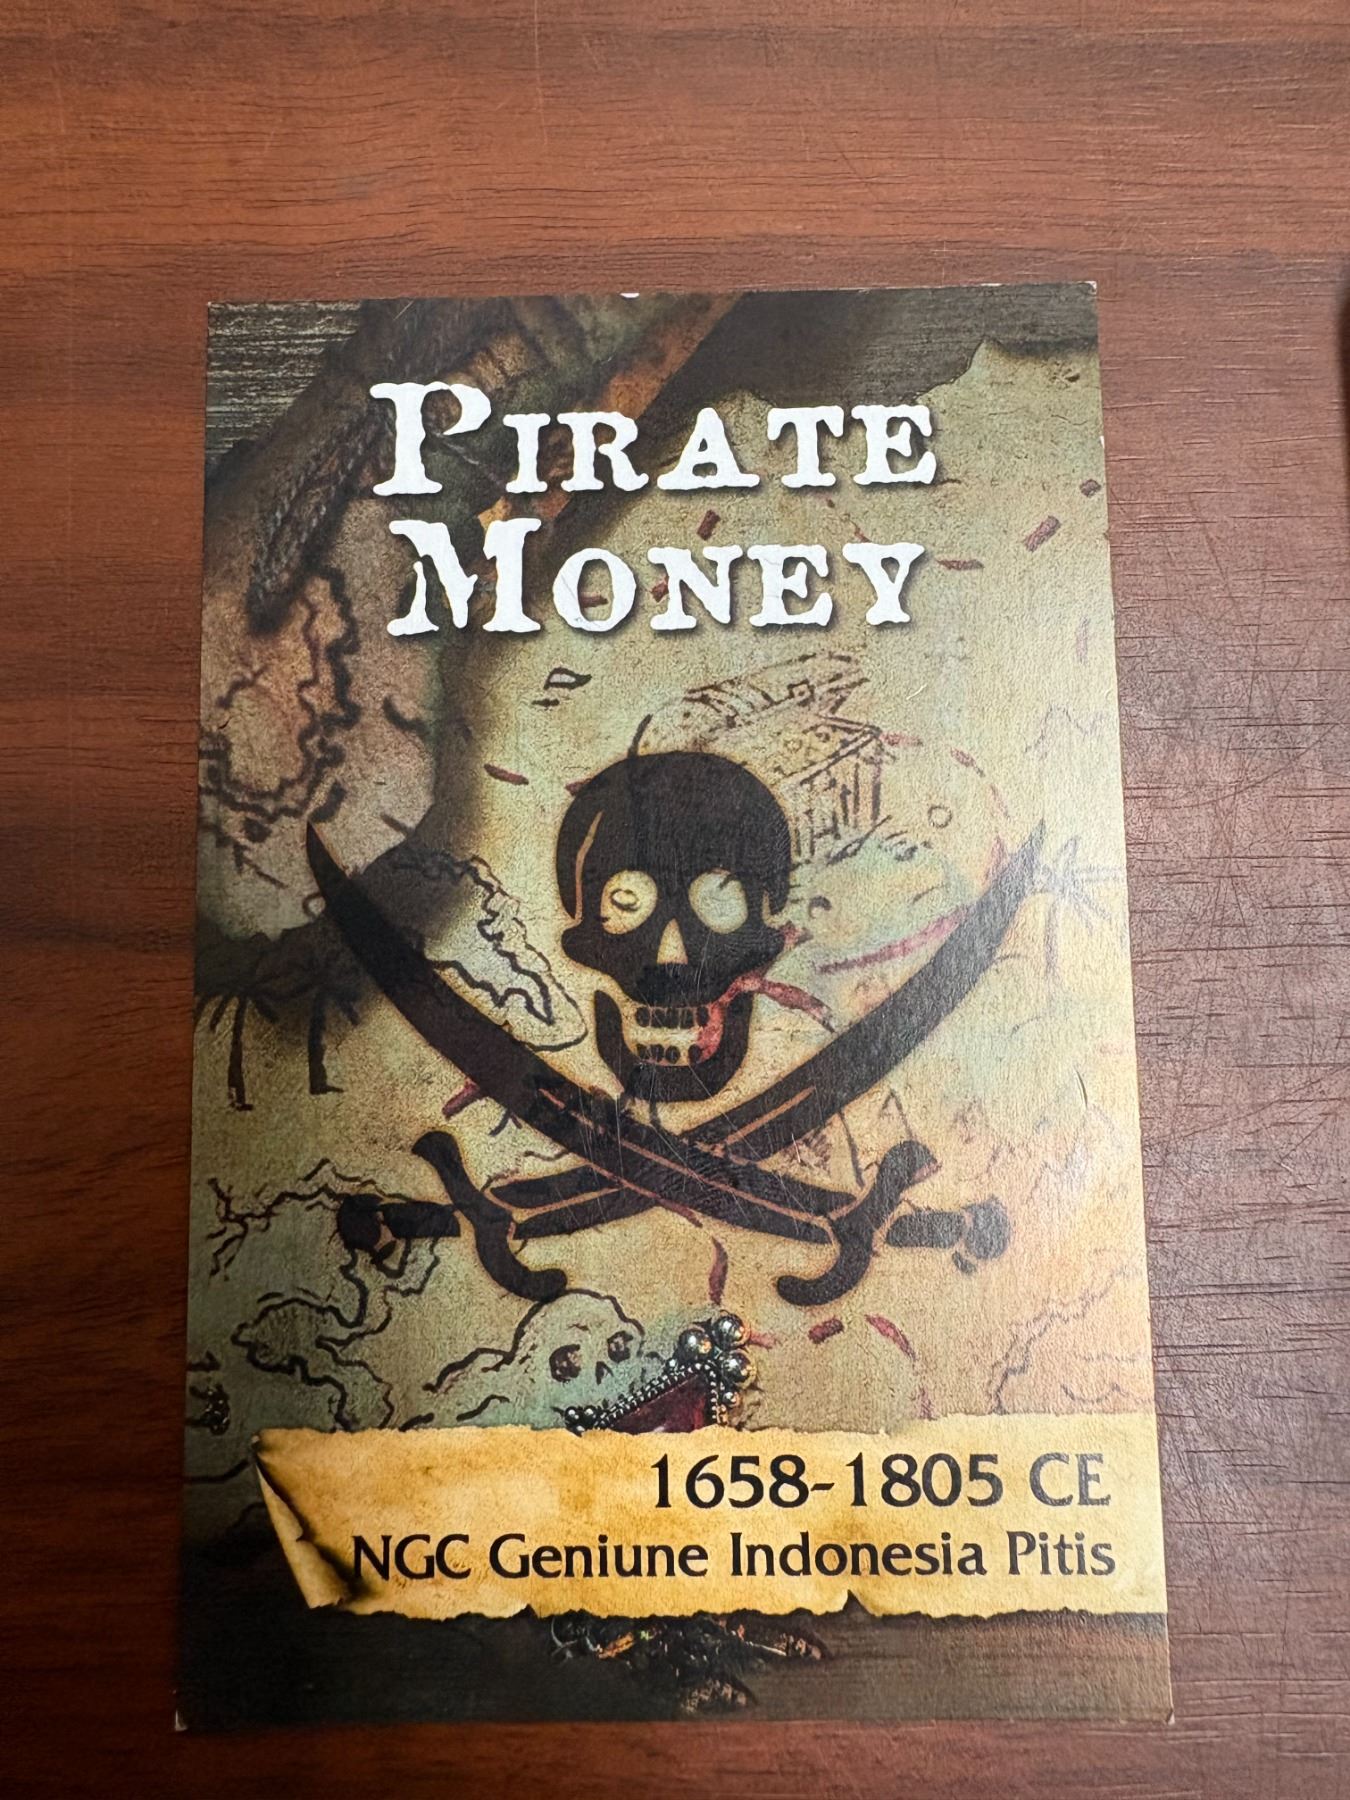 PIRATE
MONEY
1658-1805 CE
NGC Geniune Indonesia Pitis